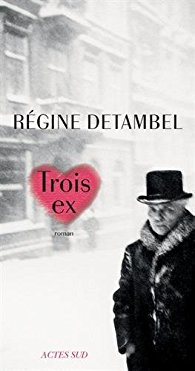 RÉGINE DETAMBEL
Trois
ex
roman
ACTES SUD